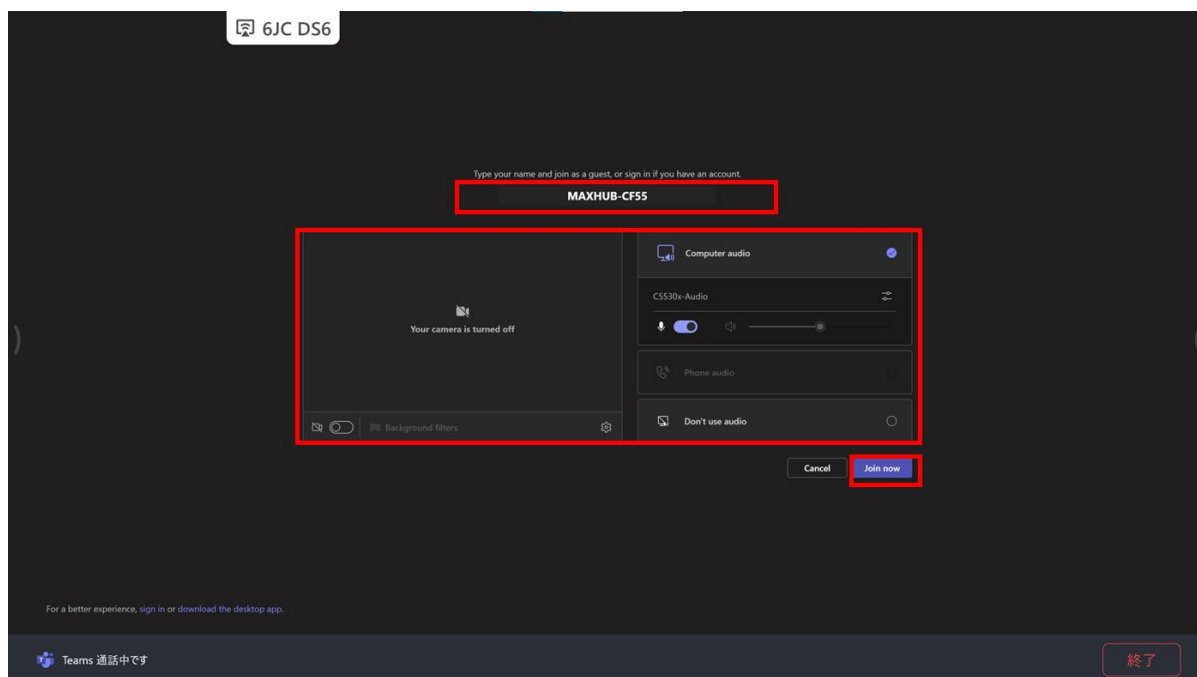 6JC DS6
Type your name and join as a guest, or sign in if you have an account.
MAXHUB-CF55
Computer audio
C5530x-Audio
Your camera is turned off
Phone audio
Background filters
Don't use audio
Cancel
Join now
For a better experience, sign in or download the desktop app.
Teams 通話中です
終了